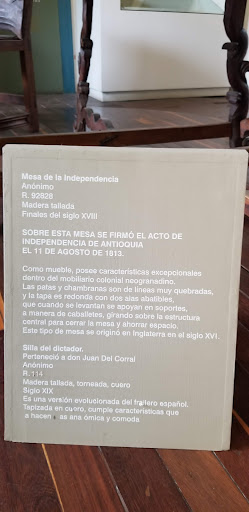 Mesa de la Independencia
Anónimo
R. 92828
Madera tallada
Finales del siglo XVIII
SOBRE ESTA MESA SE FIRMÓ EL ACTO DE
INDEPENDENCIA DE ANTIOQUIA
EL 11 DE AGOSTO DE 1813.
Como mueble, posee características excepcionales
dentro del mobiliario colonial neogranadino.
Las patas y chambranas son de líneas muy quebradas,
y la tapa es redonda con dos alas abatibles,
que cuando se levantan se apoyan en soportes,
a manera de caballetes, girando sobre la estructura
central para cerrar la mesa y ahorrar espacio.
Este tipo de mesa se originó en Inglaterra en el siglo XVI.
Silla del dictador.
Perteneció a don Juan Del Corral
Anónimo
R.114
Madera tallada, torneada, cuero
Siglo XIX
Es una versión evolucionada del frailero español.
Tapizada en cuero, cumple características que
a hacen as ana ómica y comoda